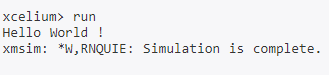 xcelium> run
Hello World !
xmsim: *W,RNQUIE: Simulation is complete.